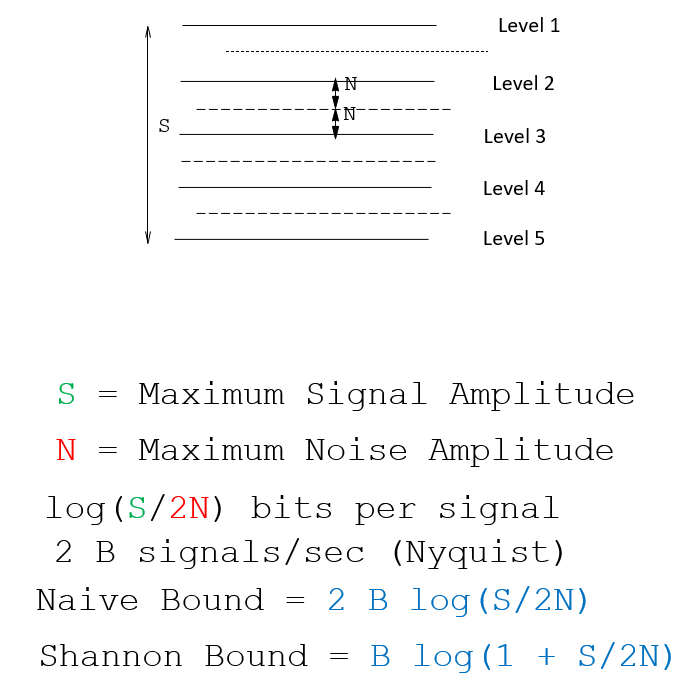 Level 1
Level 2
N
N
S
Level 3
Level 4
Level 5
S = Maximum Signal Amplitude
N = Maximum Noise Amplitude
log(S/2N) bits per signal
2 B signals/sec (Nyquist)
Naive Bound = 2 B log(S/2N)
Shannon Bound = B log(1 + S/2N)